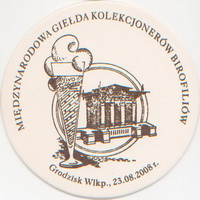 MIĘDZYNARODOWA GIEŁDA KOLEKCJONERÓW BIROFILIÓW
Grodzisk Wlkp., 23.08.2008 r.